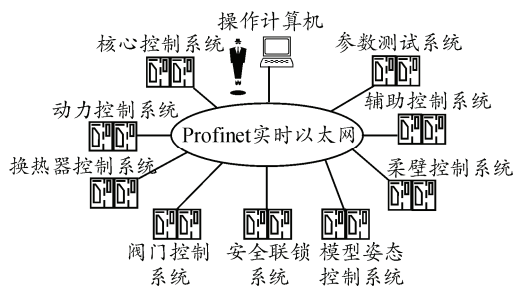 操作计算机
核心控制系统
参数测试系统
动力控制系统
辅助控制系统
Profinet实时以太网
换热器控制系统
柔壁控制系统
阀门控制
系统
安全联锁
系统
模型姿态
控制系统